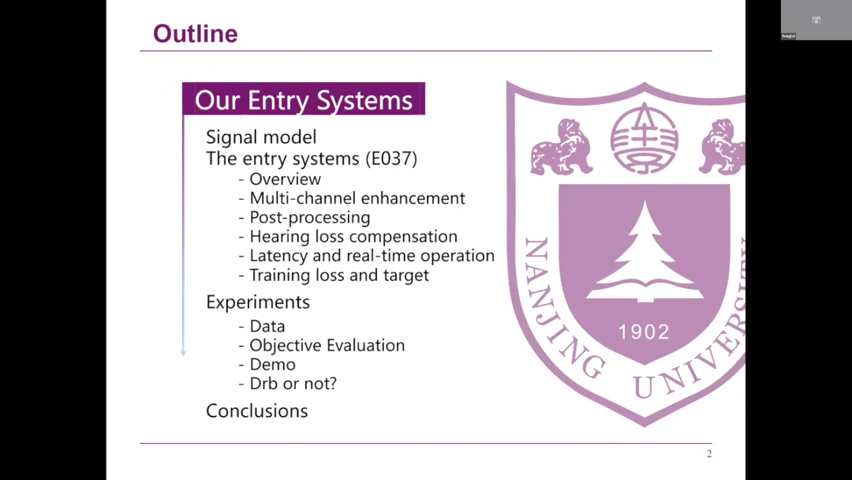 Outline
Our Entry Systems
Signal model
The entry systems (E037)
- Overview
- Multi-channel enhancement
- Post-processing
- Hearing loss compensation
- Latency and real-time operation
- Training loss and target
Experiments
- Data
- Objective Evaluation
- Demo
- Drb or not?
Conclusions
1902
NANJING UNIVERSITY
2